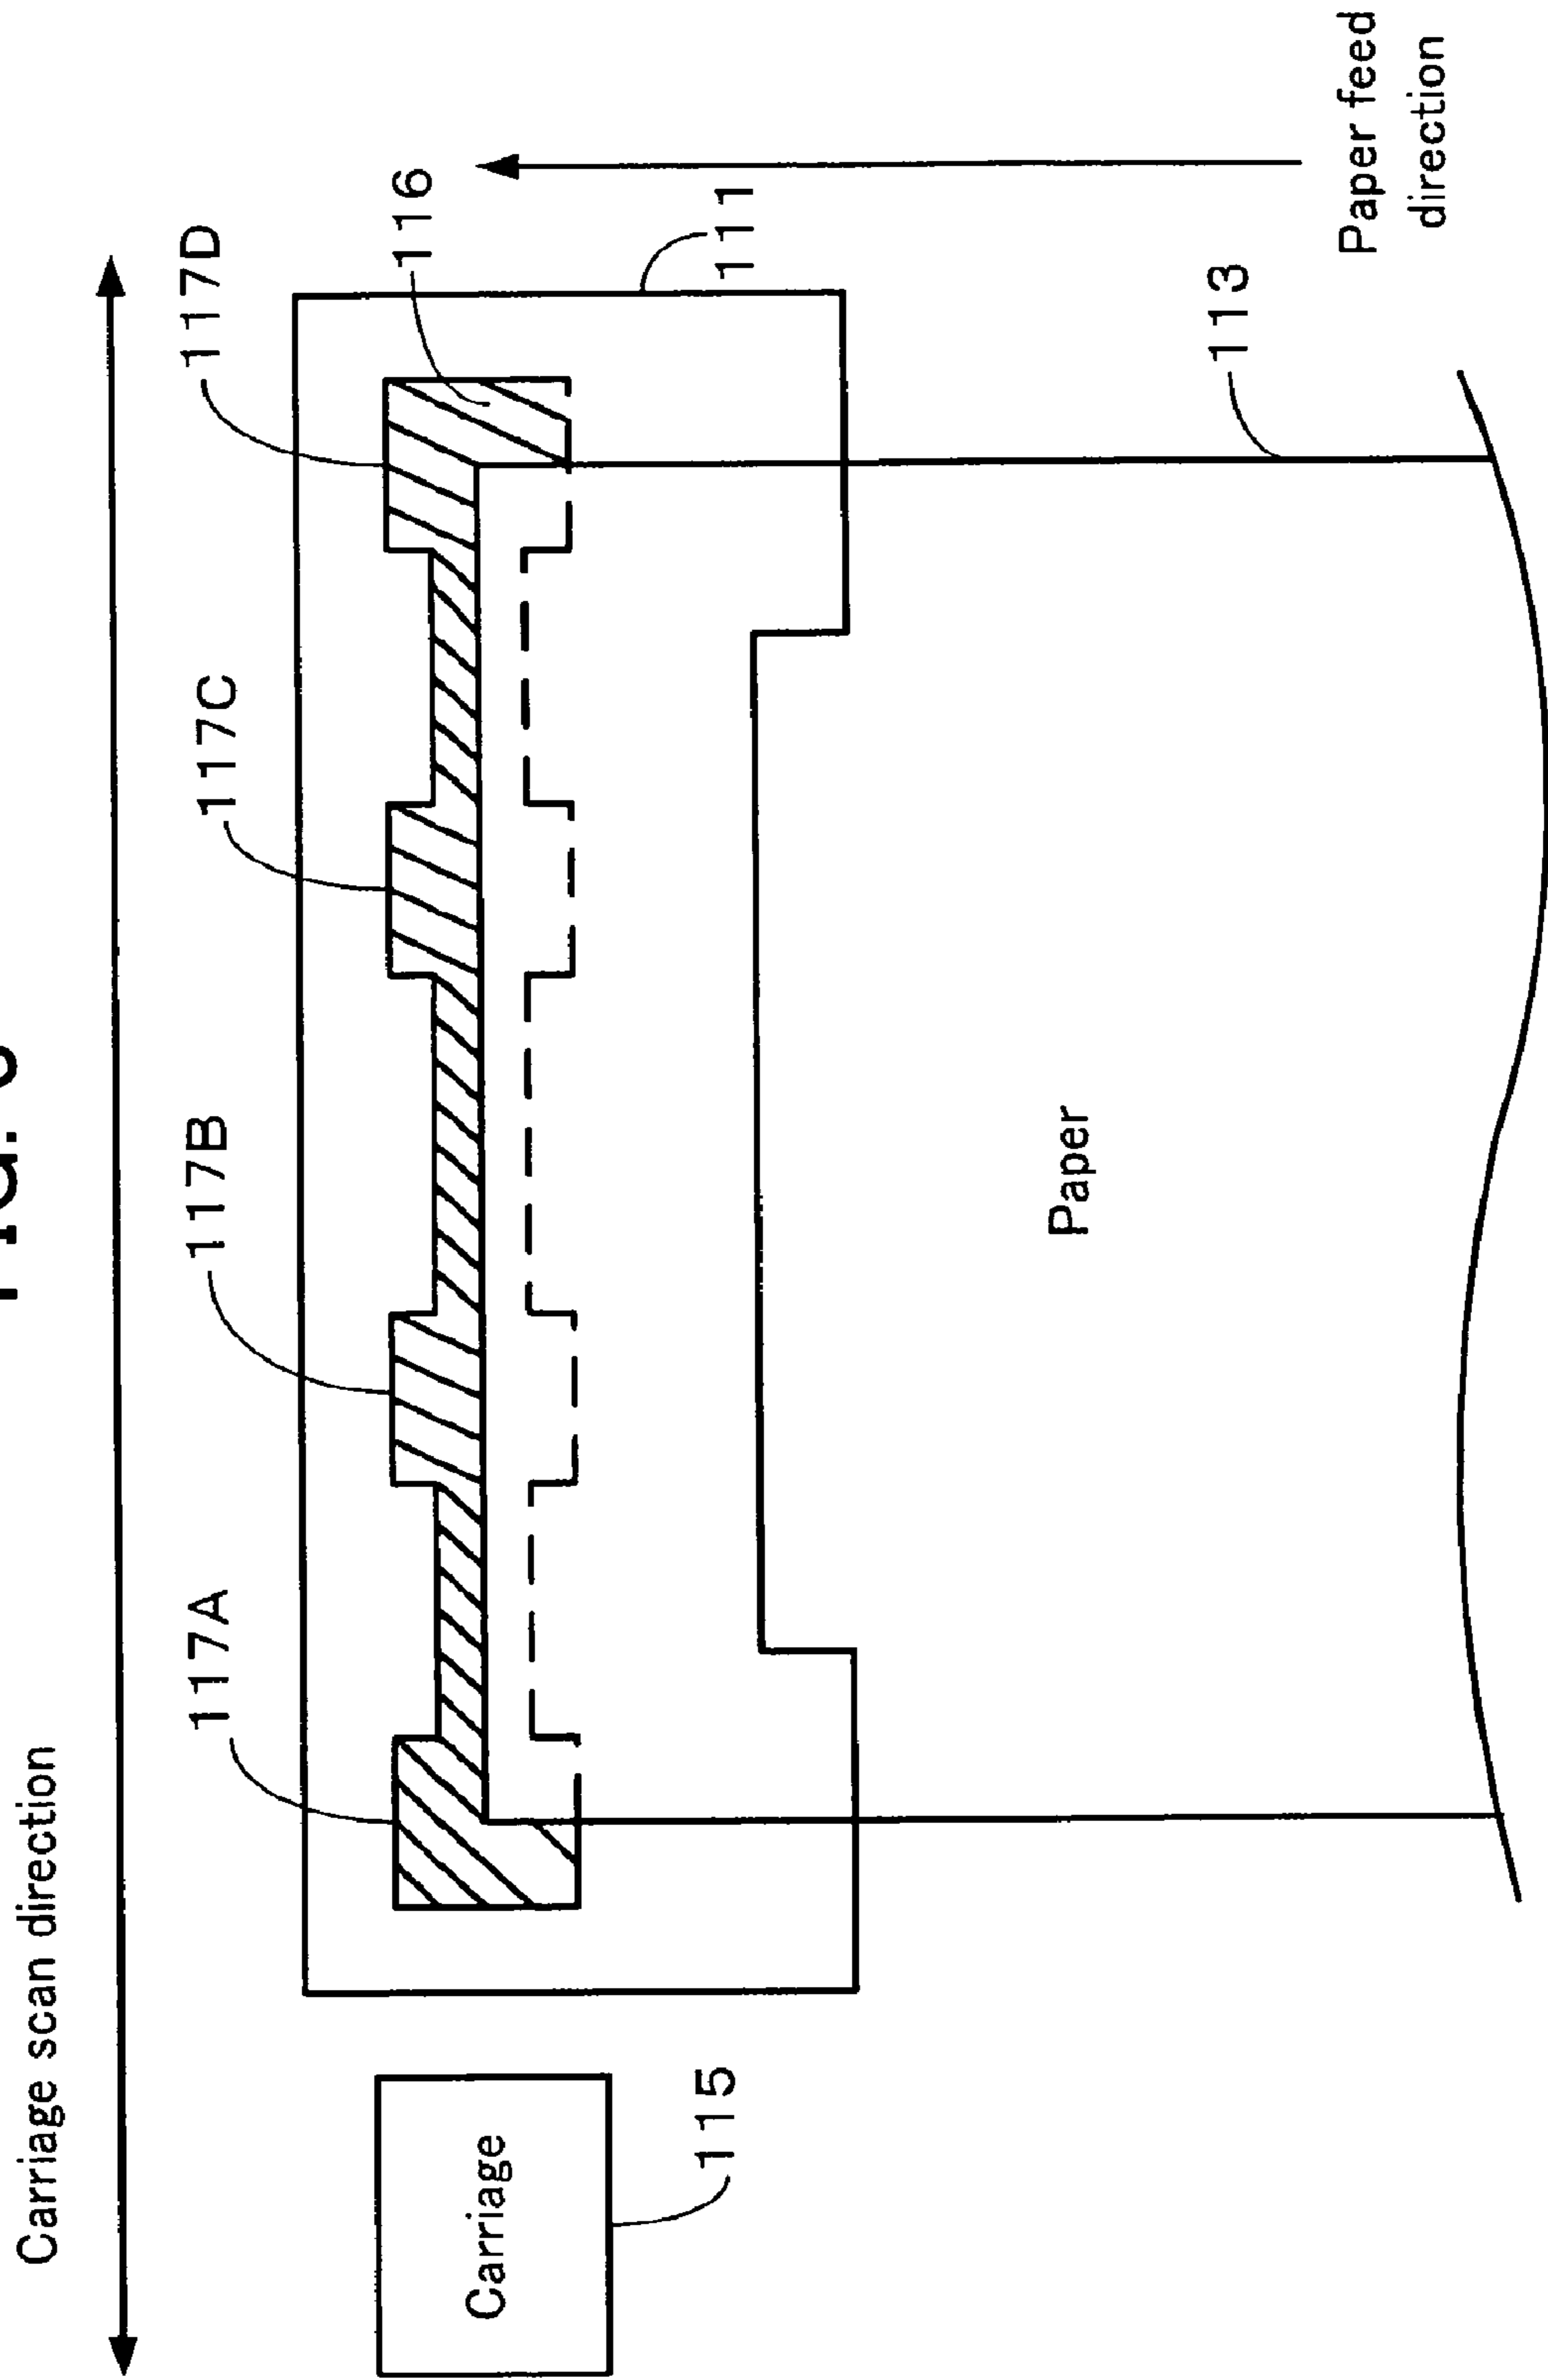 Carriage scan direction
117A
117B
117C
117D
116
111
Paper feed
direction
113
Paper
Carriage
115